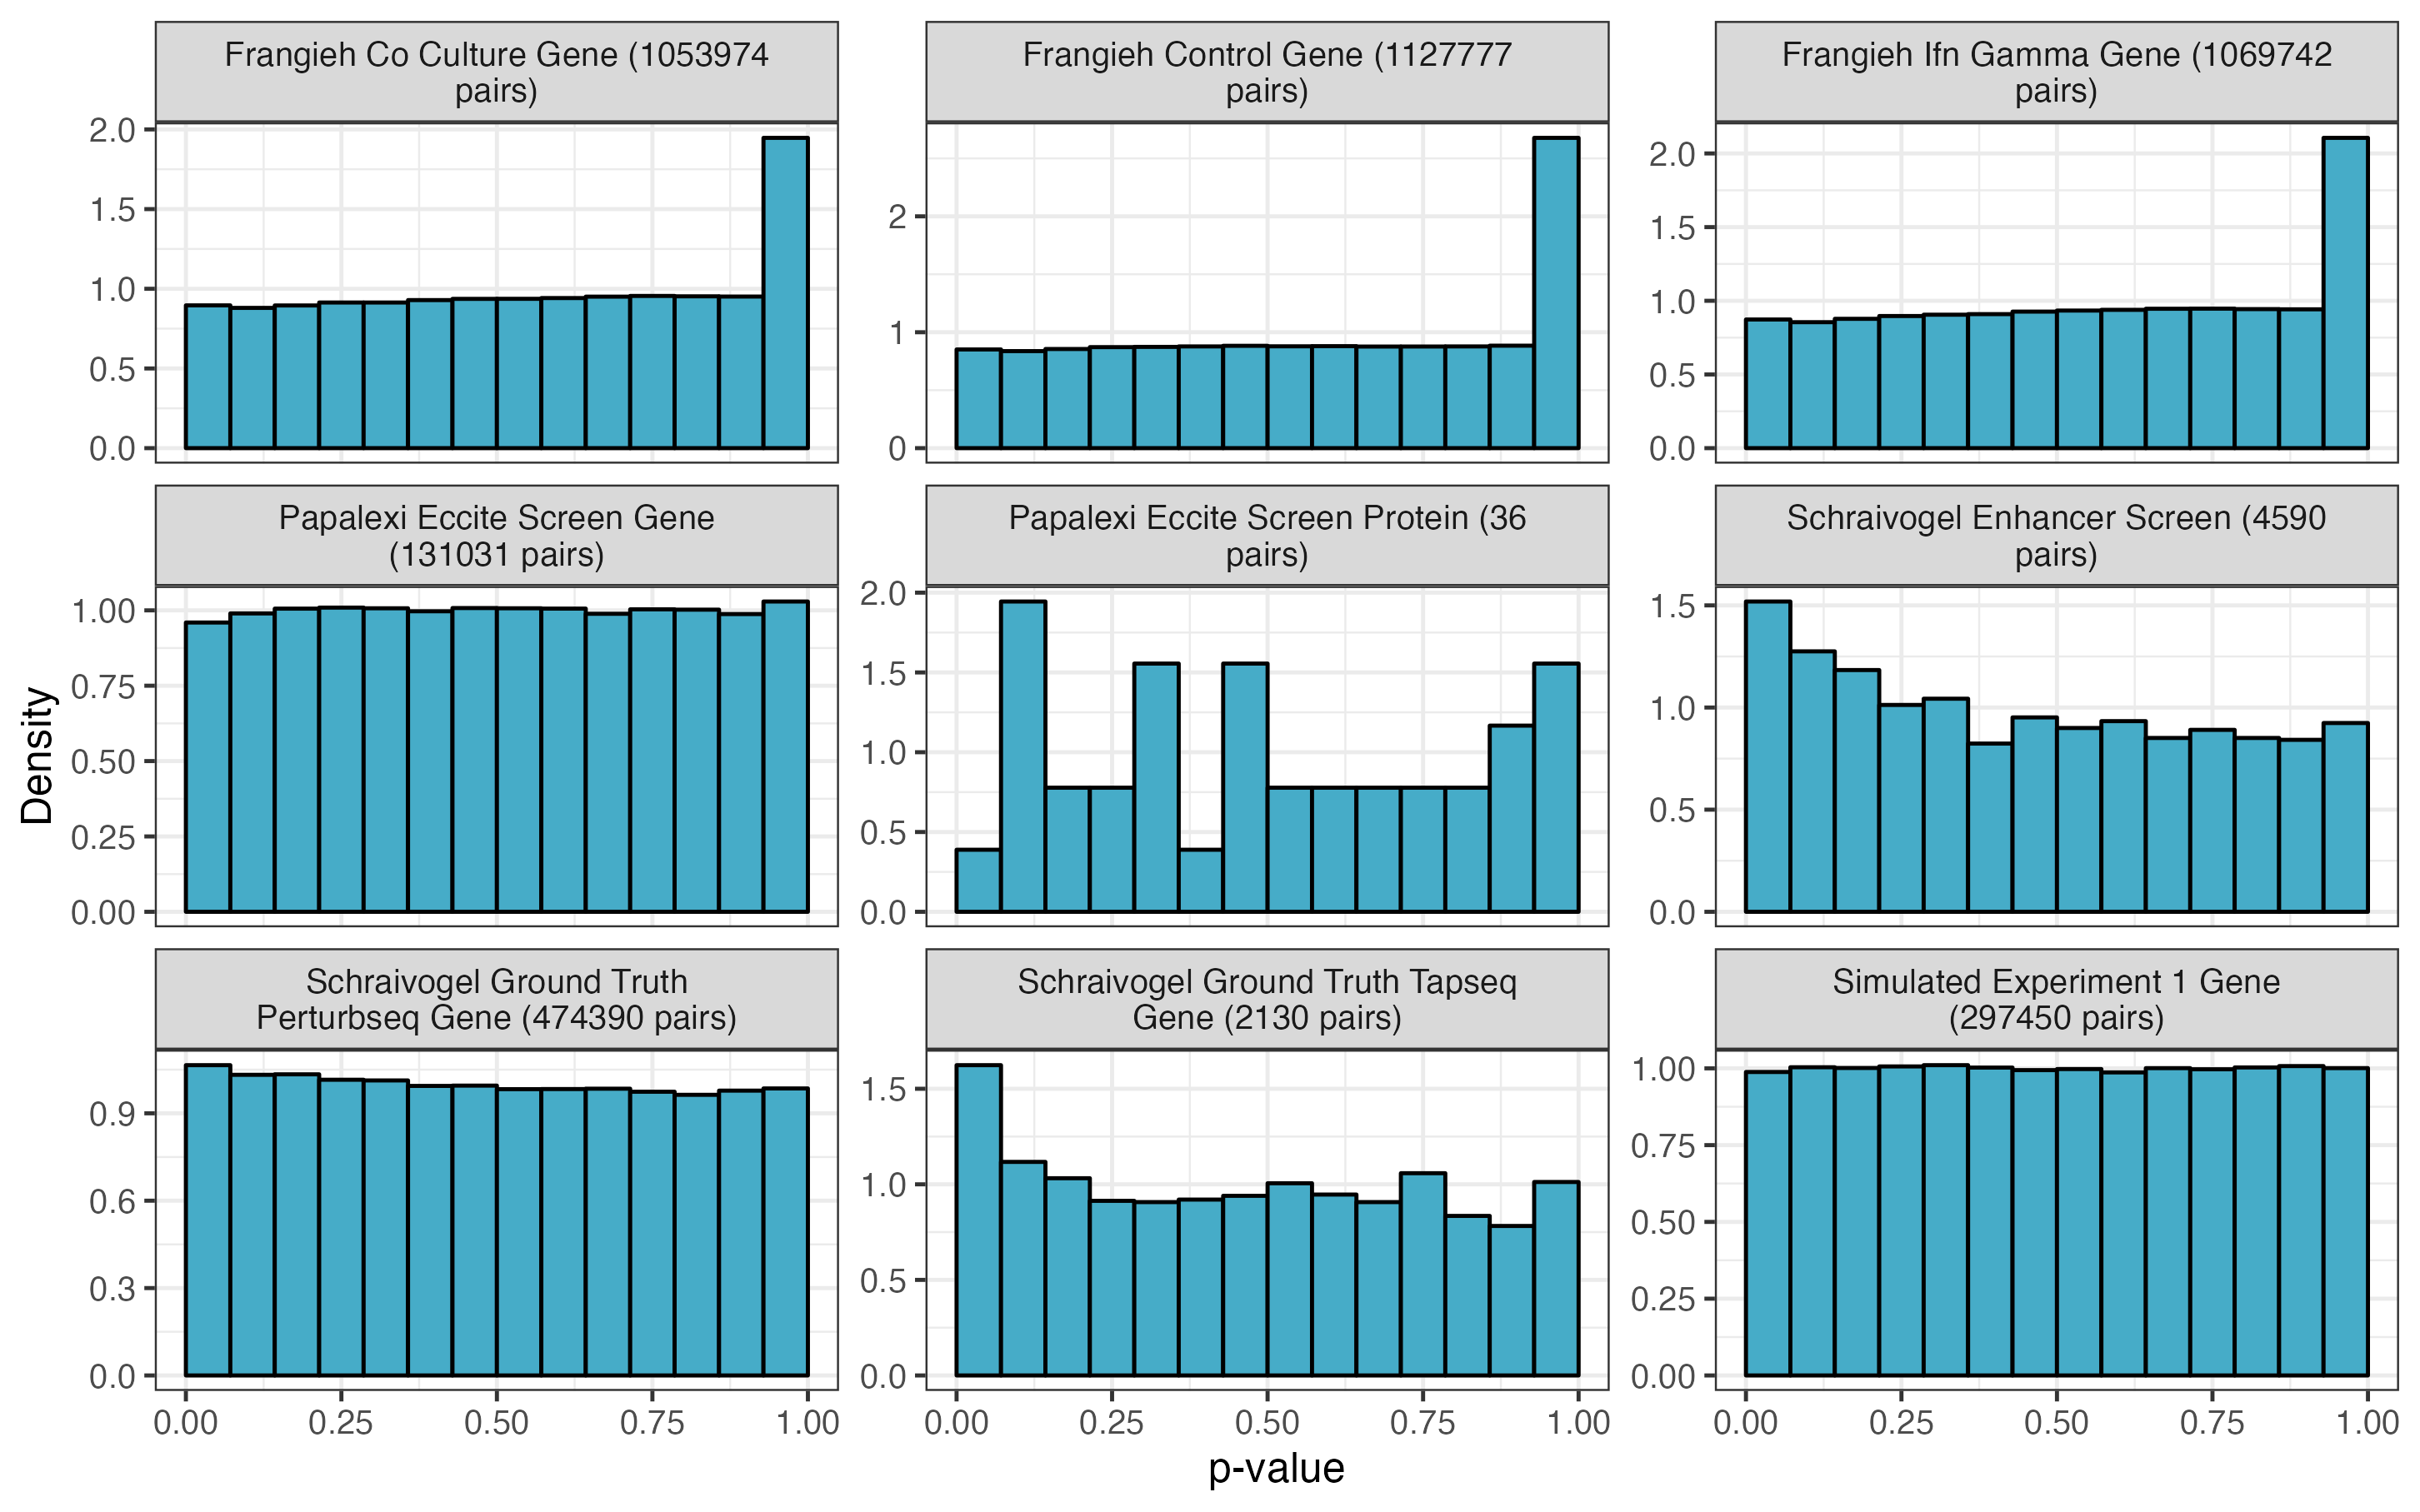 Frangieh Co Culture Gene (1053974
pairs)
Frangieh Control Gene (1127777
pairs)
Frangieh Ifn Gamma Gene (1069742
pairs)
2.0
1.5
1.0
0.5
0.0
2
1
0
2.0
1.5
1.0
0.5
0.0
Papalexi Eccite Screen Gene
(131031 pairs)
Papalexi Eccite Screen Protein (36
pairs)
Schraivogel Enhancer Screen (4590
pairs)
1.00
0.75
0.50
0.25
0.00
2.0
1.5
1.0
0.5
0.0
1.5
1.0
0.5
0.0
Density
Schraivogel Ground Truth
Perturbseq Gene (474390 pairs)
Schraivogel Ground Truth Tapseq
Gene (2130 pairs)
Simulated Experiment 1 Gene
(297450 pairs)
0.9
0.6
0.3
0.0
1.5
1.0
0.5
0.0
1.00
0.75
0.50
0.25
0.00
0.00 0.25 0.50 0.75 1.00
0.00 0.25 0.50 0.75 1.00
0.00 0.25 0.50 0.75 1.00
p-value